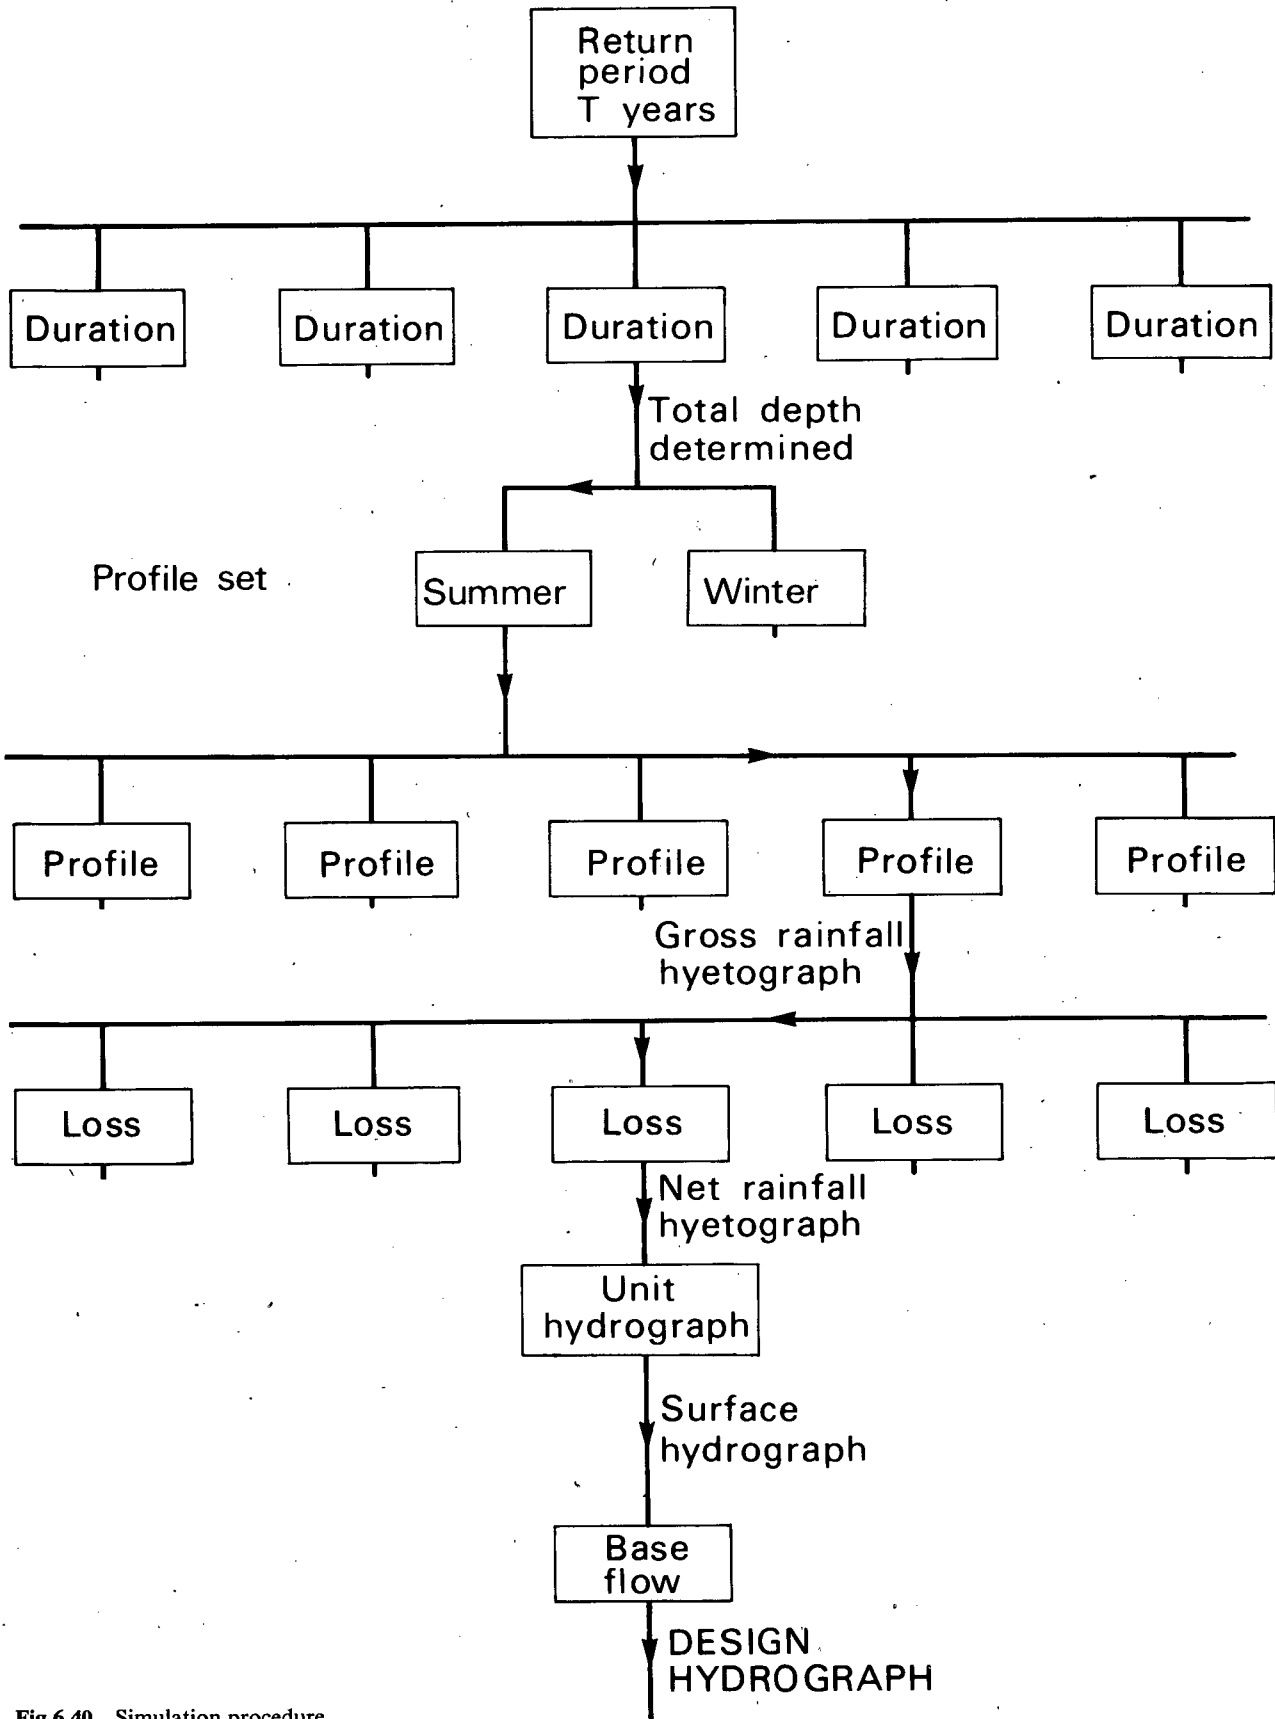 Return
period
T years
Duration Duration Duration Duration Duration
Total depth
determined
Profile set
Summer Winter
Profile Profile Profile Profile Profile
Gross rainfall
hyetograph
Loss Loss Loss Loss Loss
Net rainfall
hyetograph
Unit
hydrograph
Surface
hydrograph
Base
flow
DESIGN
HYDROGRAPH
Fig 6.40 Simulation procedure